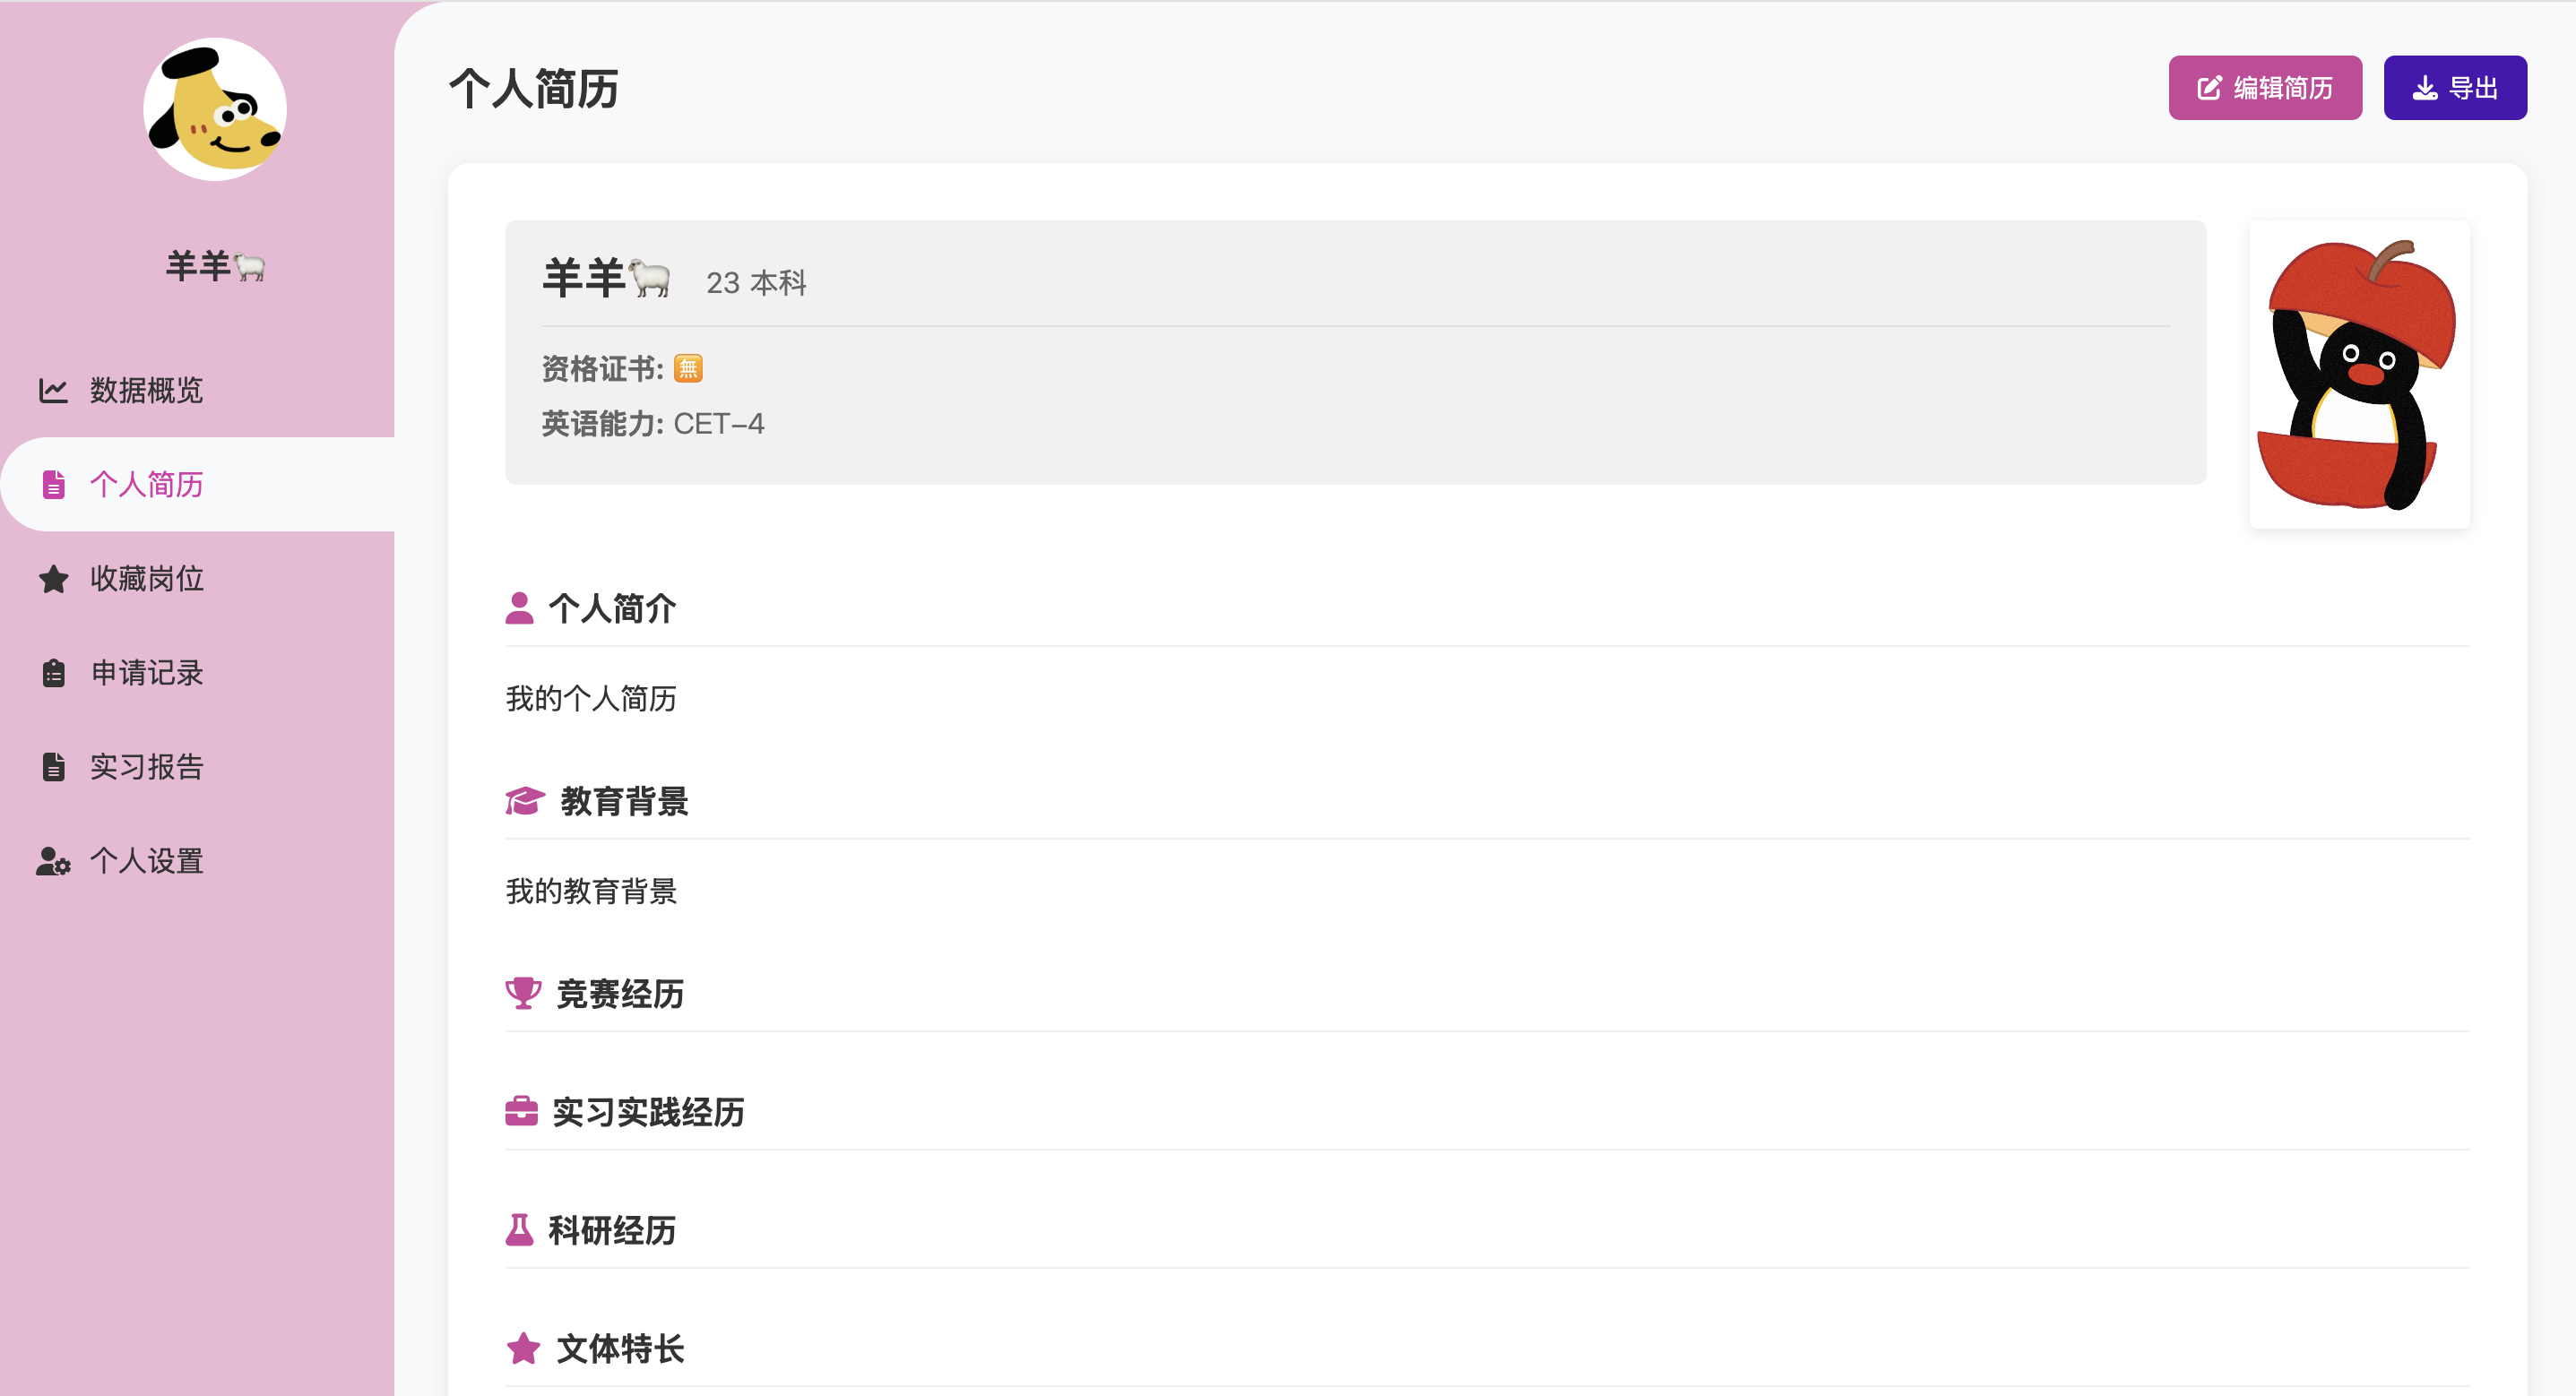 羊羊🐑
数据概览
个人简历
收藏岗位
申请记录
实习报告
个人设置
个人简历
编辑简历
导出
羊羊🐑 23 本科
资格证书: 🈚
英语能力: CET-4
个人简介
我的个人简历
教育背景
我的教育背景
竞赛经历
实习实践经历
科研经历
文体特长